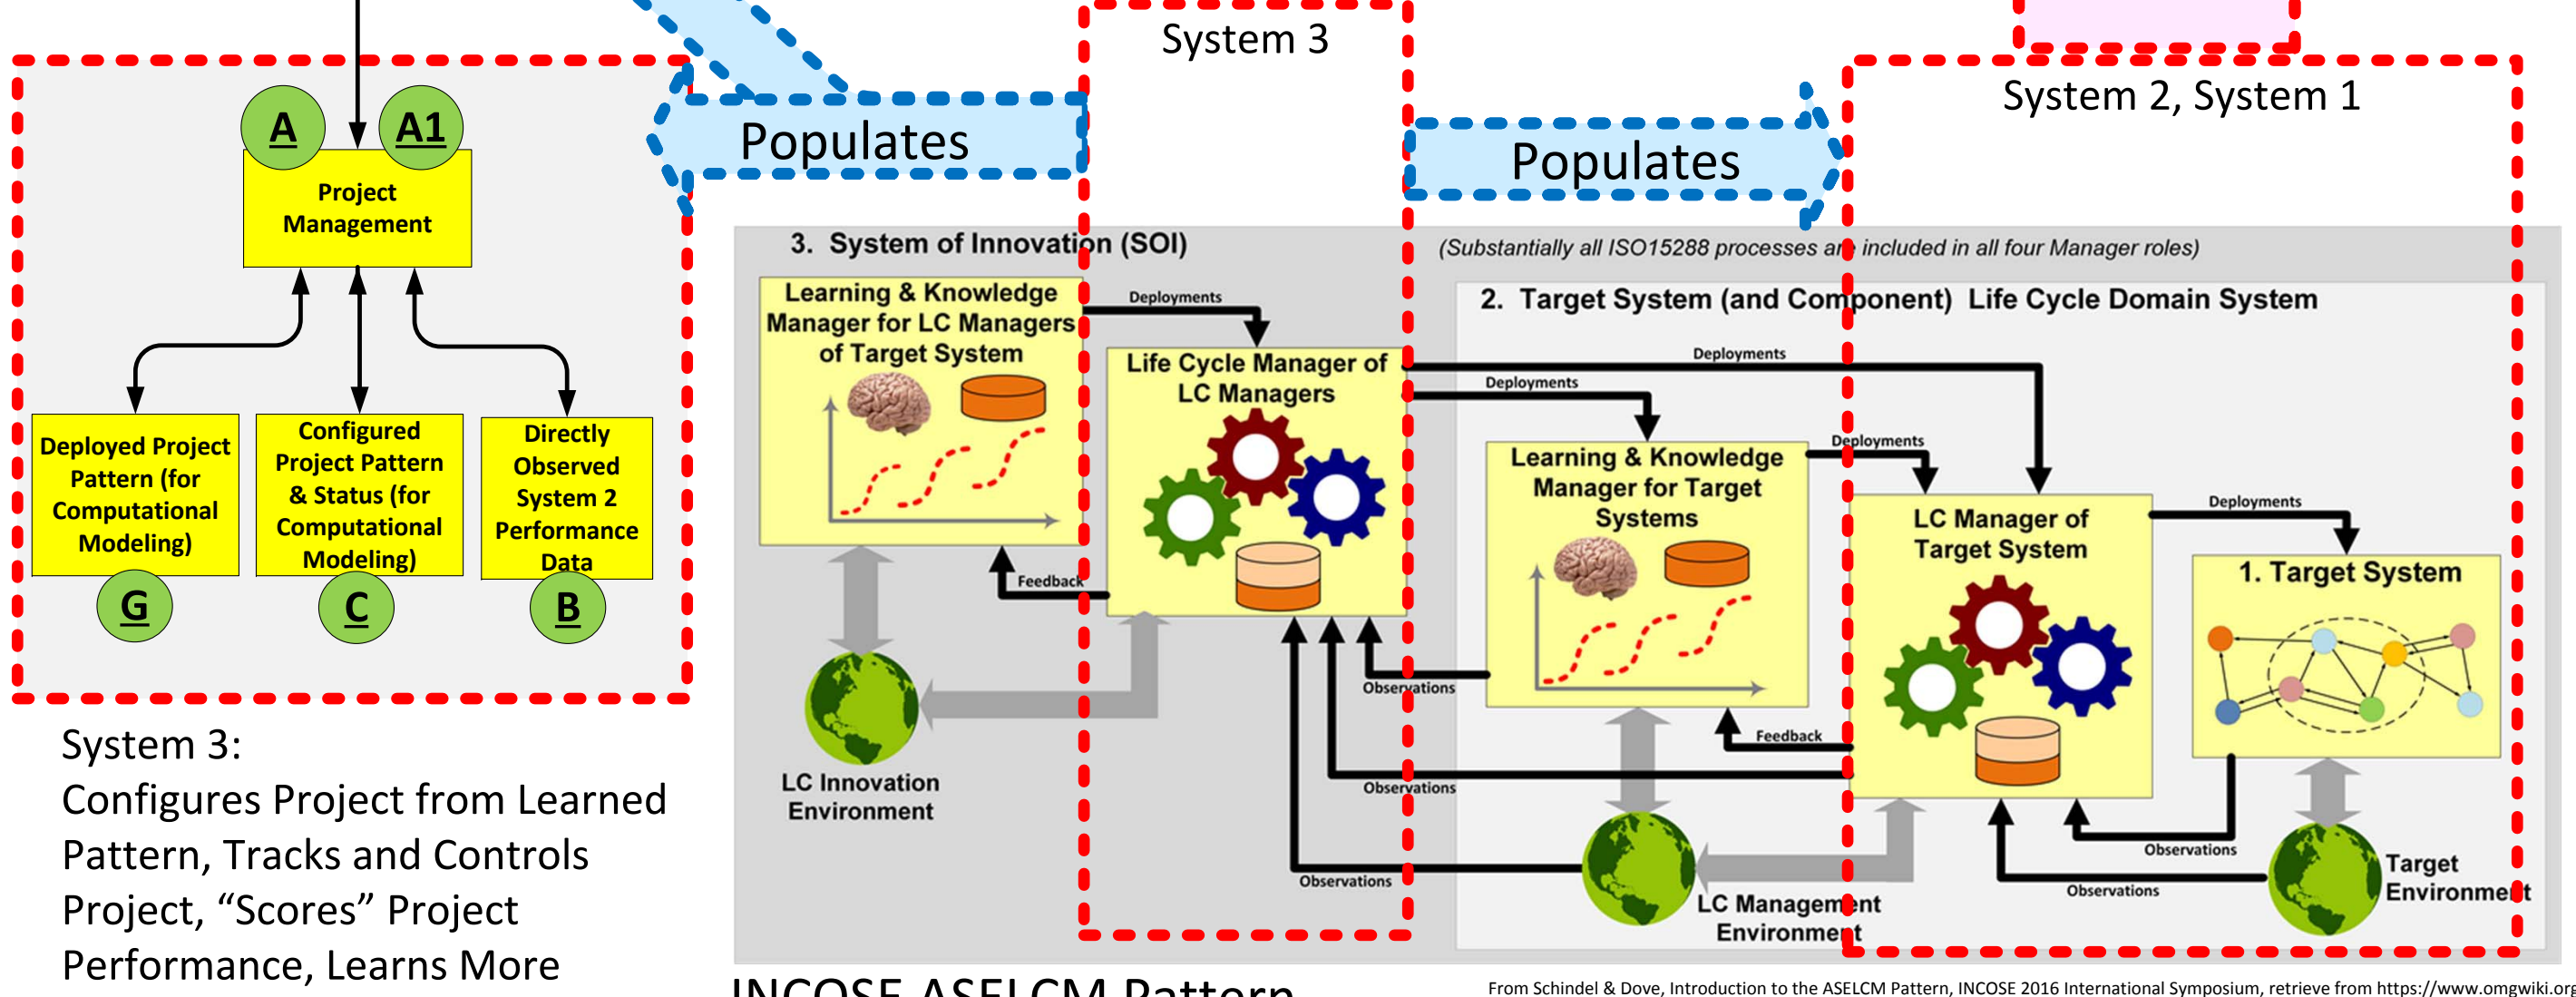 System 3
System 2, System 1
A
A1
Populates
Populates
Project
Management
3. System of Innovation (SOI)
(Substantially all ISO15288 processes are included in all four Manager roles)
Learning & Knowledge
Manager for LC Managers
of Target System
Deployments
2. Target System (and Component) Life Cycle Domain System
Life Cycle Manager of
LC Managers
Deployments
Deployments
Deployed Project
Pattern (for
Computational
Modeling)
Configured
Project Pattern
& Status (for
Computational
Modeling)
Directly
Observed
System 2
Performance
Data
G
C
B
Learning & Knowledge
Manager for Target
Systems
Deployments
LC Manager of
Target System
Deployments
1. Target System
Feedback
Observations
Feedback
Observations
Observations
Observations
Observations
LC Innovation
Environment
LC Management
Environment
Target
Environment
System 3:
Configures Project from Learned
Pattern, Tracks and Controls
Project, “Scores” Project
Performance, Learns More
INCOSE ASELCM Pattern
From Schindel & Dove, Introduction to the ASELCM Pattern, INCOSE 2016 International Symposium, retrieve from https://www.omgwiki.org